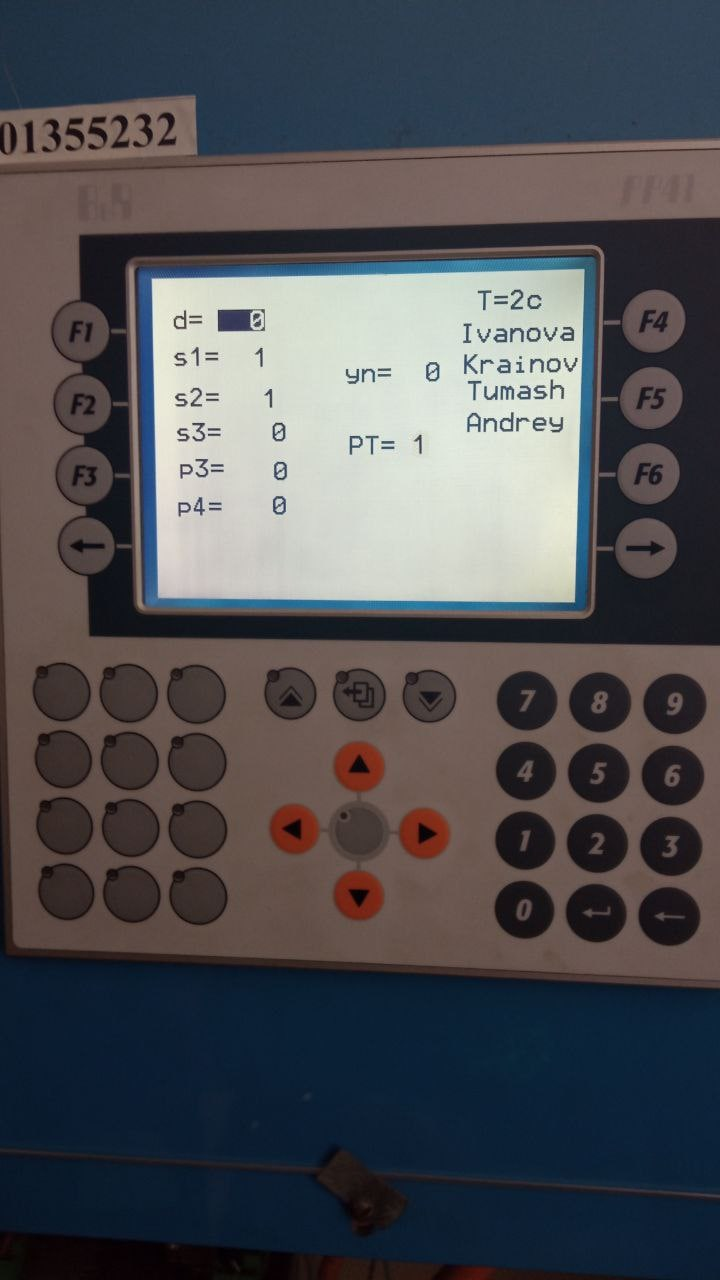 01355232
B&R
PP41
d= 0
s1= 1
s2= 1
s3= 0
p3= 0
p4= 0
yn= 0
PT= 1
T=2c
Ivanova
Krainov
Tumash
Andrey
F1
F2
F3
F4
F5
F6
7 8 9
4 5 6
1 2 3
0